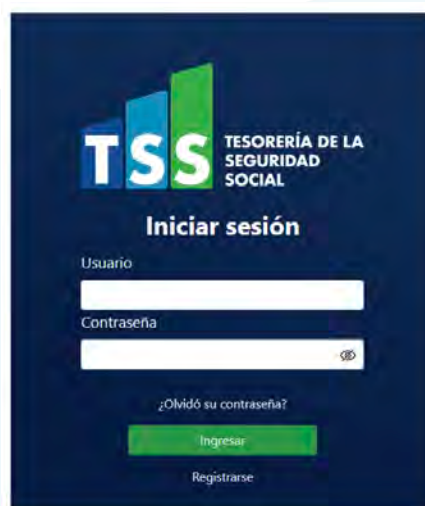 TSS
TESORERÍA DE LA
SEGURIDAD
SOCIAL
Iniciar sesión
Usuario
Contraseña
¿Olvidó su contraseña?
Ingresar
Registrarse